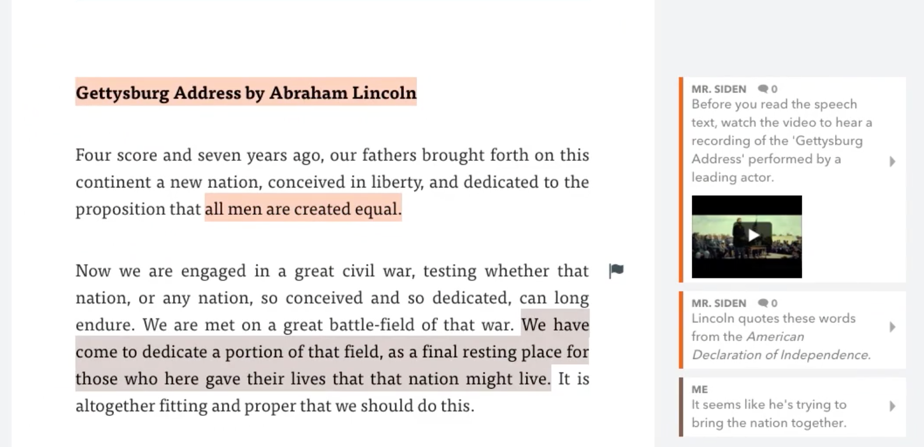 Gettysburg Address by Abraham Lincoln
Four score and seven years ago, our fathers brought forth on this
continent a new nation, conceived in liberty, and dedicated to the
proposition that all men are created equal.
Now we are engaged in a great civil war, testing whether that
nation, or any nation, so conceived and so dedicated, can long
endure. We are met on a great battle-field of that war. We have
come to dedicate a portion of that field, as a final resting place for
those who here gave their lives that that nation might live. It is
altogether fitting and proper that we should do this.
MR. SIDEN 0
Before you read the speech
text, watch the video to hear a
recording of the 'Gettysburg
Address' performed by a
leading actor.
MR. SIDEN 0
Lincoln quotes these words
from the American
Declaration of Independence.
ME
It seems like he's trying to
bring the nation together.